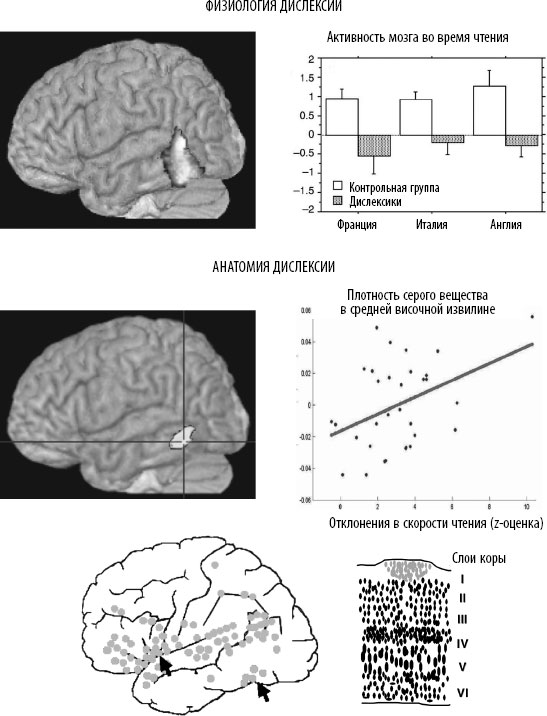 ФИЗИОЛОГИЯ ДИСЛЕКСИИ
Активность мозга во время чтения
2
1.5
1
0.5
0
−0.5
−1
−1.5
−2
Контрольная группа
Дислексики
Франция Италия Англия
АНАТОМИЯ ДИСЛЕКСИИ
Плотность серого вещества
в средней височной извилине
0.06
0.04
0.02
0
-0.02
-0.04
-0.06
0 2 4 6 8 10
Отклонения в скорости чтения (z-оценка)
Слои коры
I
II
III
IV
V
VI